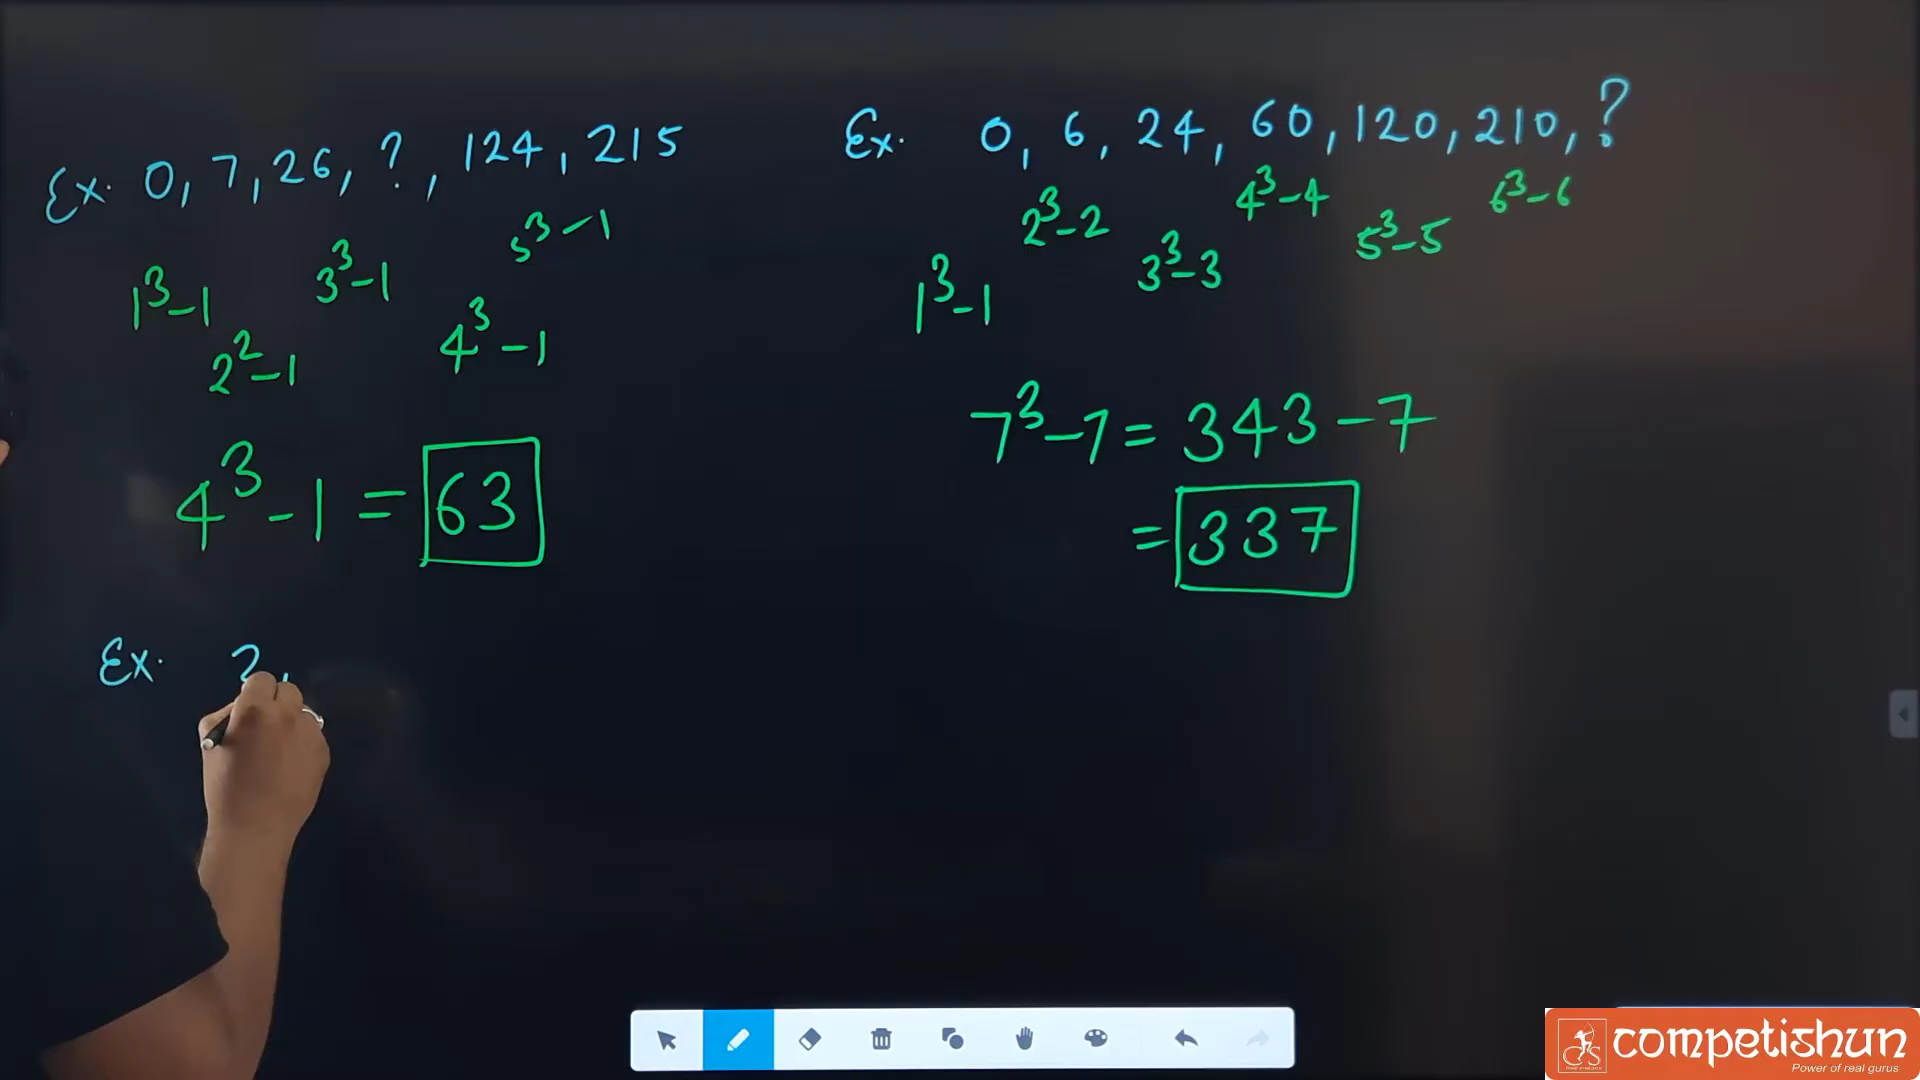 Ex. 0, 7, 26, ?, 124, 215
1³-1
2²-1
3³-1
4³-1
5³-1
4³-1 = 63
Ex. 0, 6, 24, 60, 120, 210, ?
1³-1
2³-2
3³-3
4³-4
5³-5
6³-6
7³-7 = 343-7
= 337
Ex. 2,
competishun
Power of real gurus